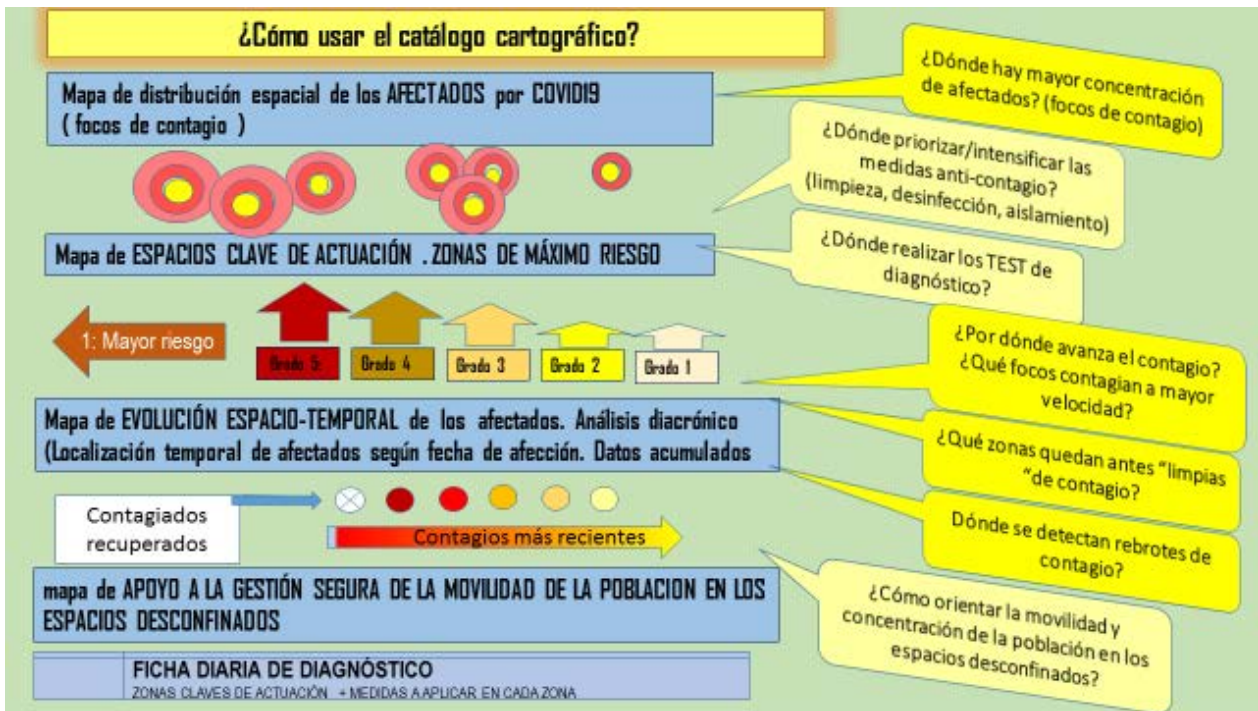 ¿Cómo usar el catálogo cartográfico?
Mapa de distribución espacial de los AFECTADOS por COVID19
( focos de contagio )
¿Dónde hay mayor concentración
de afectados? (focos de contagio)
¿Dónde priorizar/intensificar las
medidas anti-contagio?
(limpieza, desinfección, aislamiento)
Mapa de ESPACIOS CLAVE DE ACTUACIÓN . ZONAS DE MÁXIMO RIESGO
¿Dónde realizar los TEST de
diagnóstico?
1: Mayor riesgo
Grado 5:
Grado 4
Grado 3
Grado 2
Grado 1
¿Por dónde avanza el contagio?
¿Qué focos contagian a mayor
velocidad?
Mapa de EVOLUCIÓN ESPACIO-TEMPORAL de los afectados. Análisis diacrónico
(Localización temporal de afectados según fecha de afección. Datos acumulados
¿Qué zonas quedan antes “limpias
“de contagio?
Contagiados
recuperados
Contagios más recientes
Dónde se detectan rebrotes de
contagio?
mapa de APOYO A LA GESTIÓN SEGURA DE LA MOVILIDAD DE LA POBLACION EN LOS
ESPACIOS DESCONFINADOS
¿Cómo orientar la movilidad y
concentración de la población en los
espacios desconfinados?
FICHA DIARIA DE DIAGNÓSTICO
ZONAS CLAVES DE ACTUACIÓN + MEDIDAS A APLICAR EN CADA ZONA